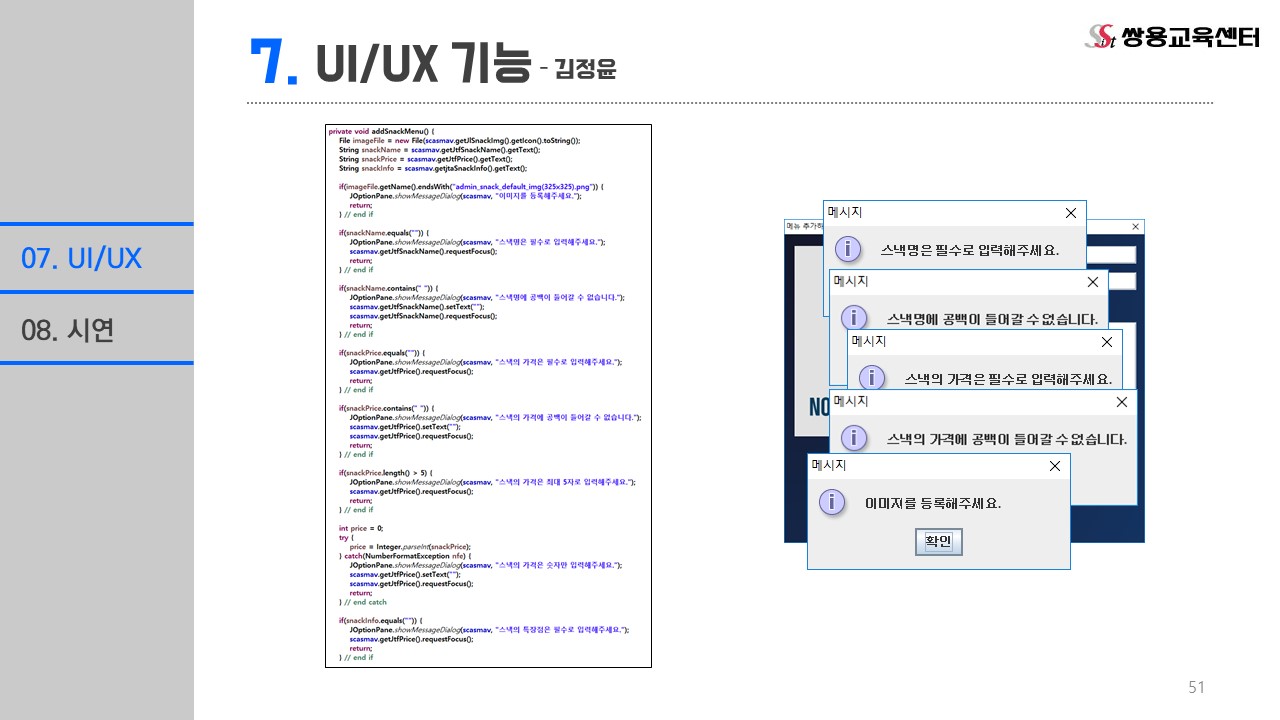 7. UI/UX 기능 - 김정윤
Sist 쌍용교육센터
07. UI/UX
08. 시연
private void addSnackMenu() {
File imageFile = new File(scasmav.getJlSnackImg().getIcon().toString());
String snackName = scasmav.getJtfSnackName().getText();
String snackPrice = scasmav.getJtfPrice().getText();
String snackInfo = scasmav.getjtaSnackInfo().getText();
if(imageFile.getName().endsWith("admin_snack_default_img(325x325).png")) {
JOptionPane.showMessageDialog(scasmav, "이미지를 등록해주세요.");
return;
} // end if
if(snackName.equals("")) {
JOptionPane.showMessageDialog(scasmav, "스낵명은 필수로 입력해주세요.");
scasmav.getJtfSnackName().requestFocus();
return;
} // end if
if(snackName.contains(" ")) {
JOptionPane.showMessageDialog(scasmav, "스낵명에 공백이 들어갈 수 없습니다.");
scasmav.getJtfSnackName().setText("");
scasmav.getJtfSnackName().requestFocus();
return;
} // end if
if(snackPrice.equals("")) {
JOptionPane.showMessageDialog(scasmav, "스낵의 가격은 필수로 입력해주세요.");
scasmav.getJtfPrice().requestFocus();
return;
} // end if
if(snackPrice.contains(" ")) {
JOptionPane.showMessageDialog(scasmav, "스낵의 가격에 공백이 들어갈 수 없습니다.");
scasmav.getJtfPrice().setText("");
scasmav.getJtfPrice().requestFocus();
return;
} // end if
if(snackPrice.length() > 5) {
JOptionPane.showMessageDialog(scasmav, "스낵의 가격은 최대 5자로 입력해주세요.");
scasmav.getJtfPrice().requestFocus();
return;
} // end if
int price = 0;
try {
price = Integer.parseInt(snackPrice);
} catch(NumberFormatException nfe) {
JOptionPane.showMessageDialog(scasmav, "스낵의 가격은 숫자만 입력해주세요.");
scasmav.getJtfPrice().setText("");
scasmav.getJtfPrice().requestFocus();
return;
} // end catch
if(snackInfo.equals("")) {
JOptionPane.showMessageDialog(scasmav, "스낵의 특장점은 필수로 입력해주세요.");
scasmav.getJtfPrice().requestFocus();
return;
} // end if
메뉴 추가하
메시지
스낵명은 필수로 입력해주세요.
메시지
스낵명에 공백이 들어갈 수 없습니다.
메시지
스낵의 가격은 필수로 입력해주세요.
NO
메시지
스낵의 가격에 공백이 들어갈 수 없습니다.
메시지
이미지를 등록해주세요.
확인
51